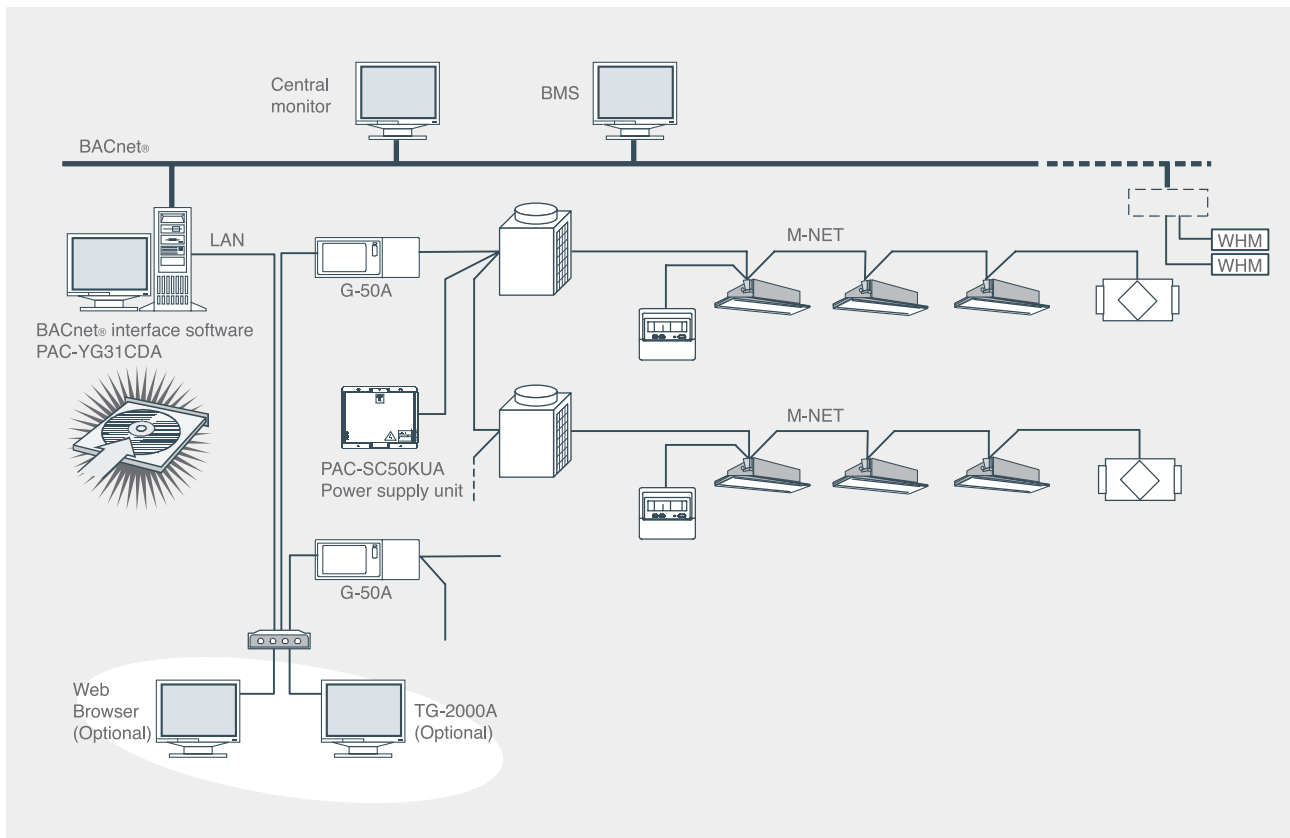 Central
monitor
BMS
BACnet®
LAN
G-50A
M-NET
WHM
WHM
BACnet® interface software
PAC-YG31CDA
M-NET
PAC-SC50KUA
Power supply unit
G-50A
Web
Browser
(Optional)
TG-2000A
(Optional)